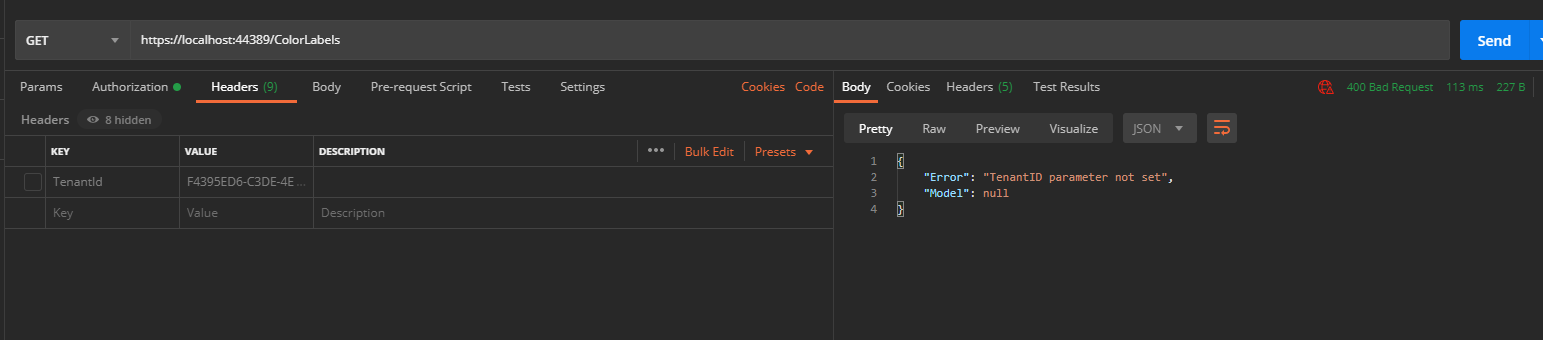 GET https://localhost:44389/ColorLabels Send
Params Authorization Headers (9) Body Pre-request Script Tests Settings Cookies Code
Headers 8 hidden
KEY VALUE DESCRIPTION ••• Bulk Edit Presets
TenantId F4395ED6-C3DE-4E ...
Key Value Description
Body Cookies Headers (5) Test Results 400 Bad Request 113 ms 227 B
Pretty Raw Preview Visualize JSON
1 {
2 "Error": "TenantID parameter not set",
3 "Model": null
4 }